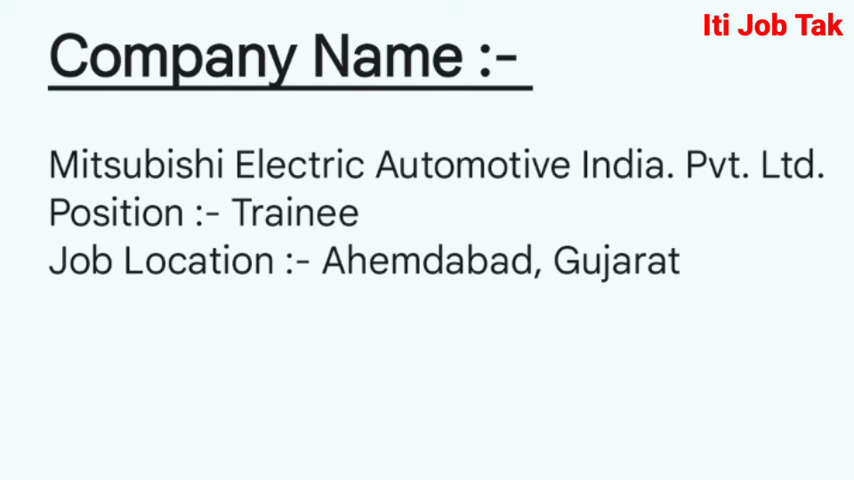 Iti Job Tak
Company Name :-
Mitsubishi Electric Automotive India. Pvt. Ltd.
Position :- Trainee
Job Location :- Ahemdabad, Gujarat